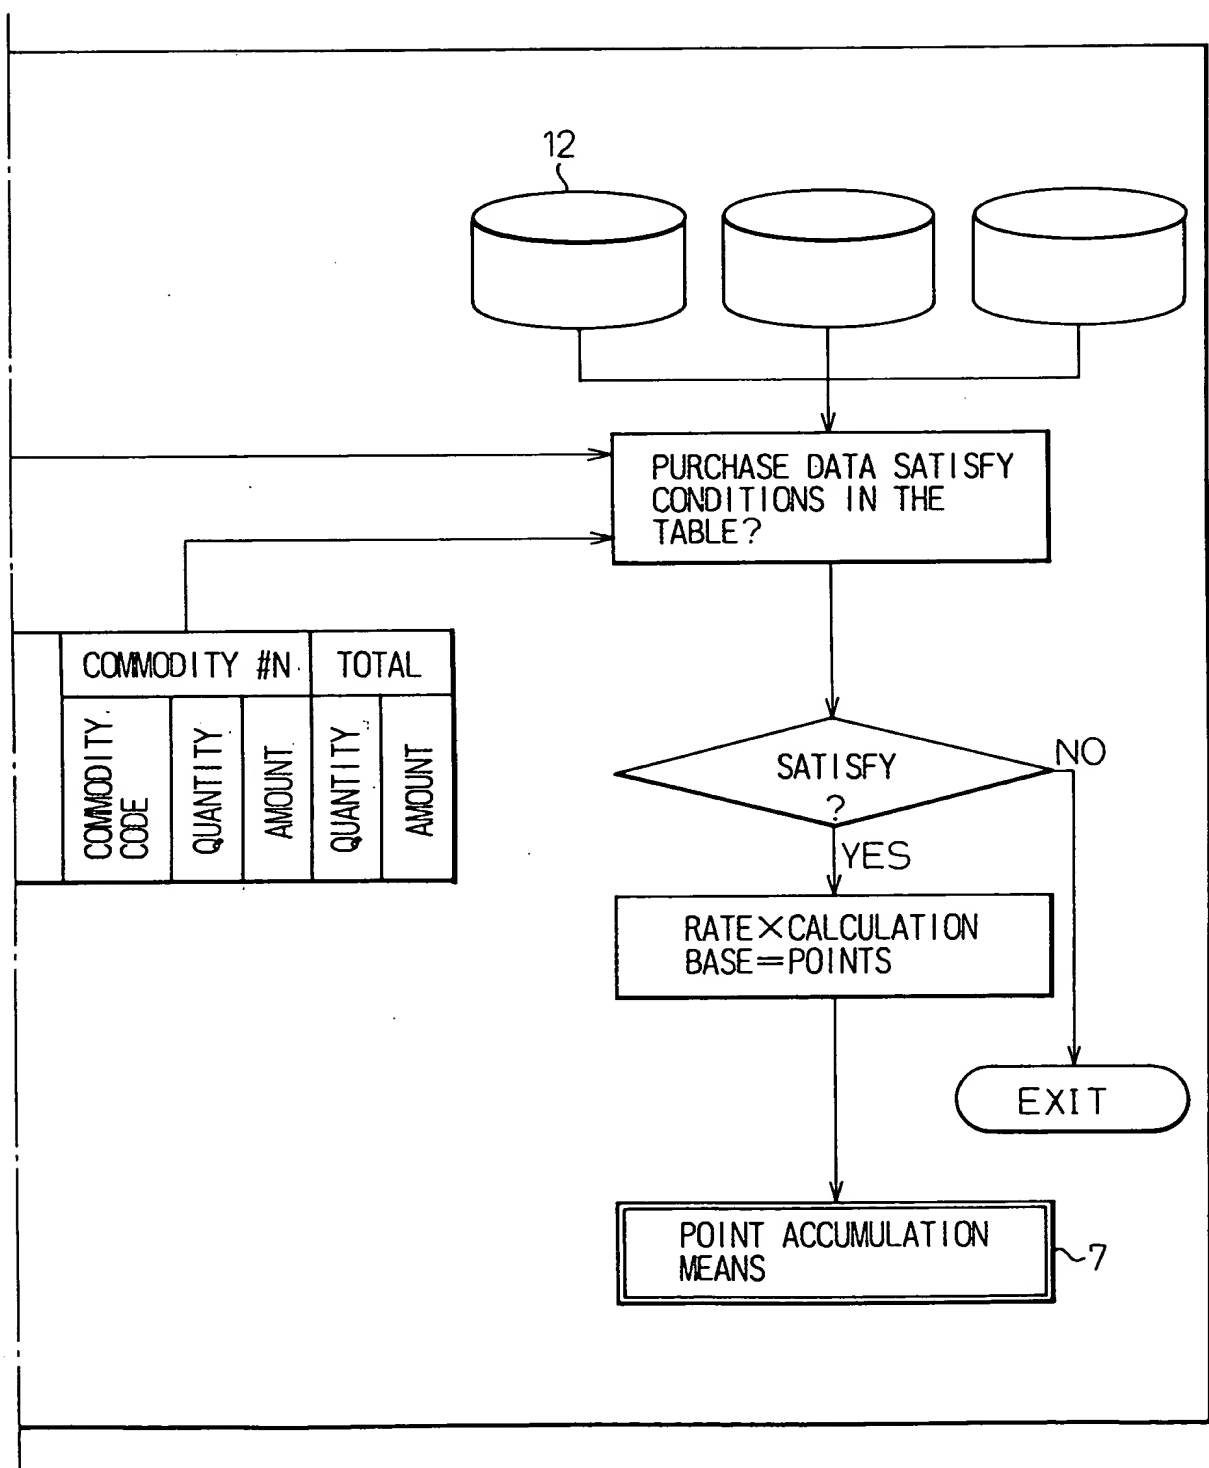 12
PURCHASE DATA SATISFY
CONDITIONS IN THE
TABLE?
COMMODITY #N
TOTAL
COMMODITY
CODE
QUANTITY
AMOUNT
QUANTITY
AMOUNT
SATISFY
?
NO
YES
RATE×CALCULATION
BASE=POINTS
EXIT
POINT ACCUMULATION
MEANS
7